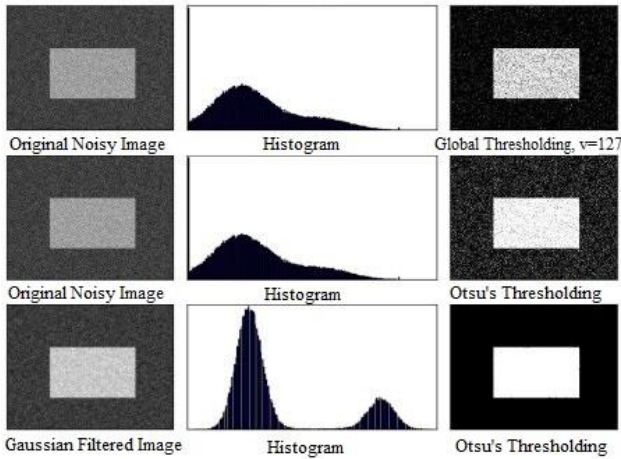 Original Noisy Image
Histogram
Global Thresholding, v=127
Original Noisy Image
Histogram
Otsu's Thresholding
Gaussian Filtered Image
Histogram
Otsu's Thresholding